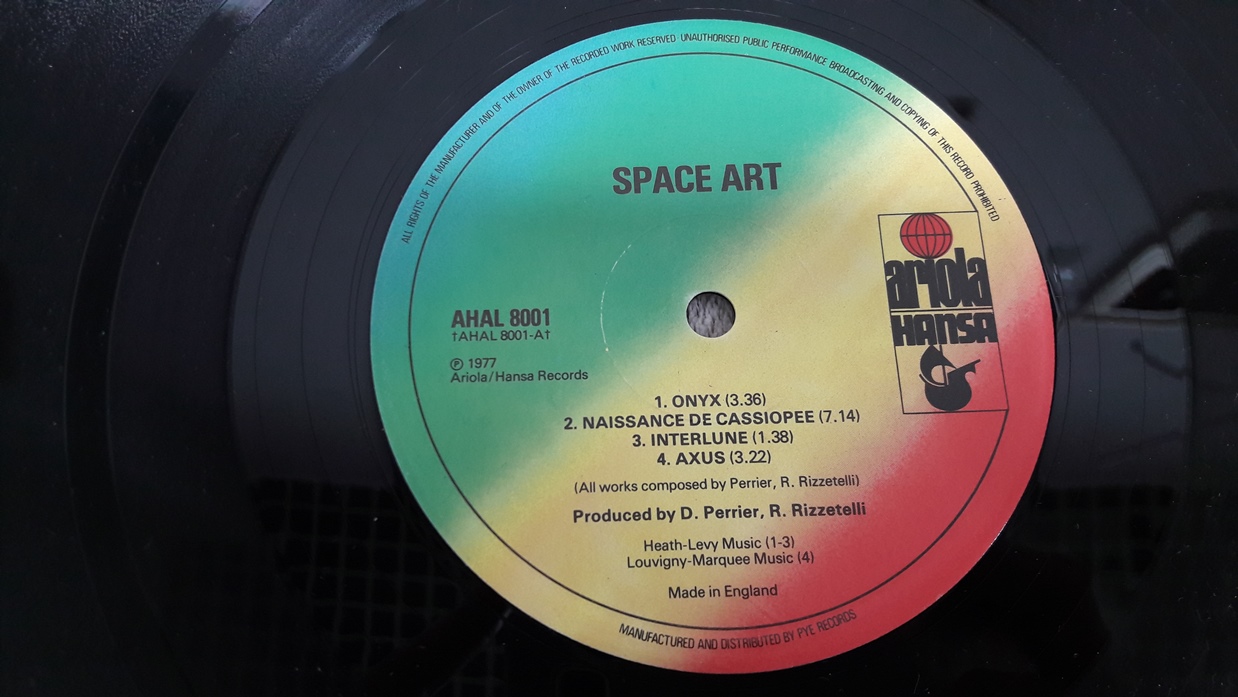 ALL RIGHTS OF THE MANUFACTURER AND OF THE OWNER OF THE RECORDED WORK RESERVED UNAUTHORISED PUBLIC PERFORMANCE BROADCASTING AND COPYING OF THIS RECORD PROHIBITED
SPACE ART
ariola
HANSA
AHAL 8001
†AHAL 8001-A†
℗ 1977
Ariola/Hansa Records
1. ONYX (3.36)
2. NAISSANCE DE CASSIOPEE (7.14)
3. INTERLUNE (1.38)
4. AXUS (3.22)
(All works composed by Perrier, R. Rizzetelli)
Produced by D. Perrier, R. Rizzetelli
Heath-Levy Music (1-3)
Louvigny-Marquee Music (4)
Made in England
MANUFACTURED AND DISTRIBUTED BY PYE RECORDS